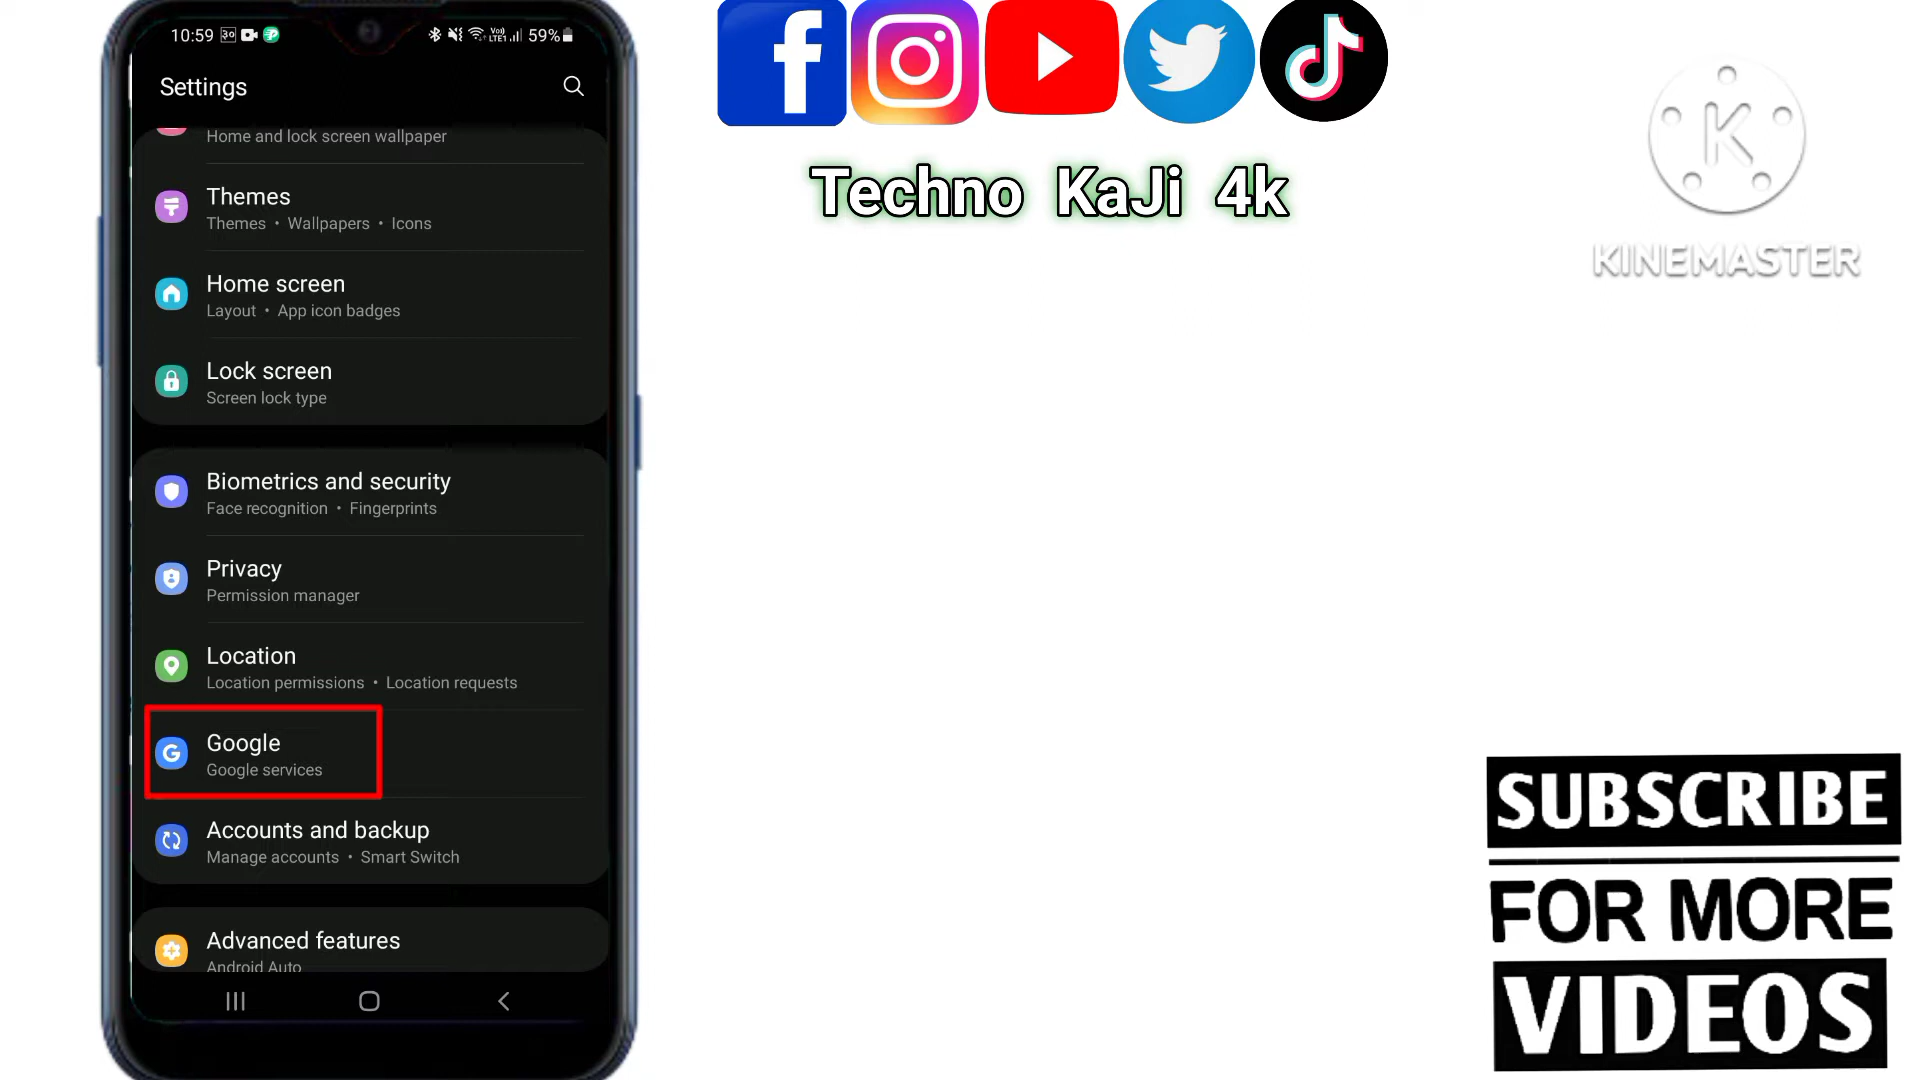 10:59 30 Vo) LTE1 59%
Settings
Home and lock screen wallpaper
Themes
Themes • Wallpapers • Icons
Home screen
Layout • App icon badges
Lock screen
Screen lock type
Biometrics and security
Face recognition • Fingerprints
Privacy
Permission manager
Location
Location permissions • Location requests
Google
Google services
Accounts and backup
Manage accounts • Smart Switch
Advanced features
Android Auto
Techno KaJi 4k
K
KINEMASTER
SUBSCRIBE
FOR MORE
VIDEOS